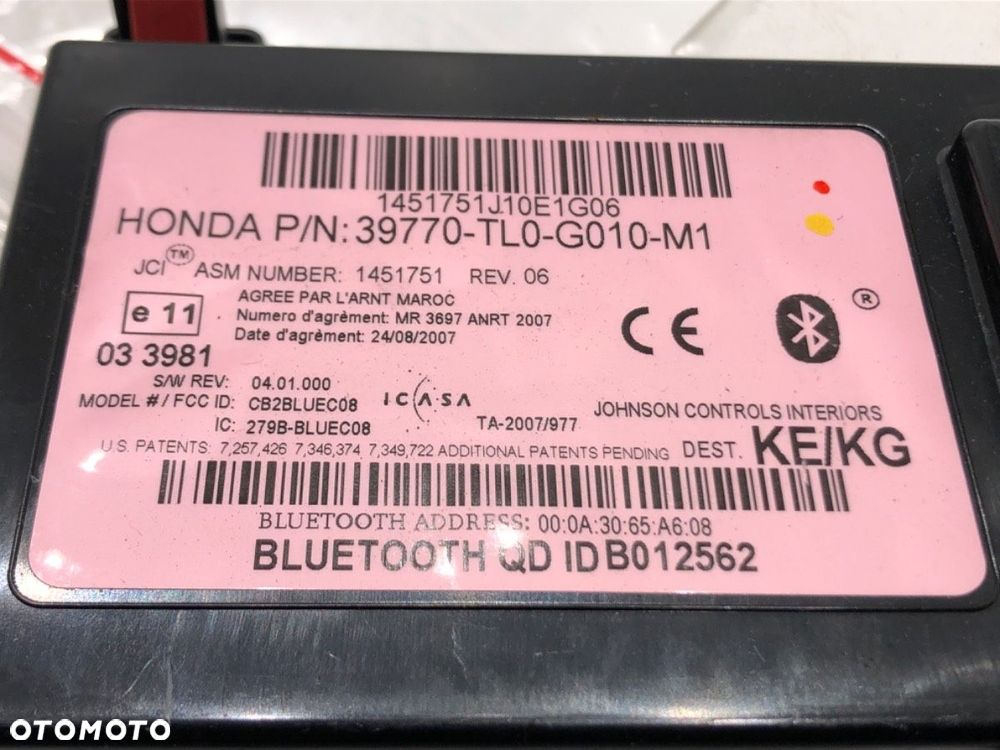 1451751J10E1G06
HONDA P/N: 39770-TL0-G010-M1
JCI™ ASM NUMBER: 1451751 REV. 06
e 11
AGREE PAR L'ARNT MAROC
Numero d'agrèment: MR 3697 ANRT 2007
Date d'agrèment: 24/08/2007
CE
®
03 3981
S/W REV: 04.01.000
MODEL #/ FCC ID: CB2BLUEC08
ICASA
IC: 279B-BLUEC08
TA-2007/977
JOHNSON CONTROLS INTERIORS
U.S. PATENTS: 7,257,426 7,346,374 7,349,722 ADDITIONAL PATENTS PENDING
DEST. KE/KG
BLUETOOTH ADDRESS: 00:0A:30:65:A6:08
BLUETOOTH QD ID B012562
OTOMOTO